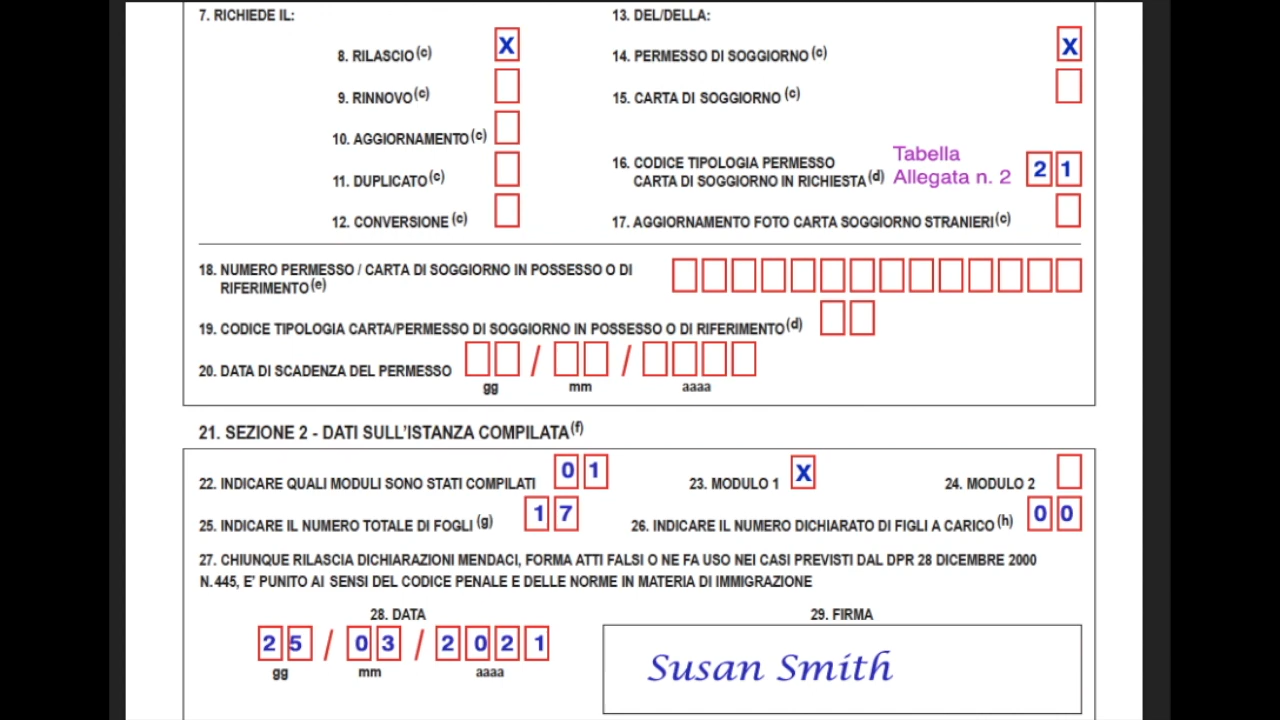 7. RICHIEDE IL: 13. DEL/DELLA:
8. RILASCIO (c) X 14. PERMESSO DI SOGGIORNO (c) X
9. RINNOVO (c) 15. CARTA DI SOGGIORNO (c)
10. AGGIORNAMENTO (c)
16. CODICE TIPOLOGIA PERMESSO Tabella
11. DUPLICATO (c) CARTA DI SOGGIORNO IN RICHIESTA (d) Allegata n. 2 2 1
12. CONVERSIONE (c) 17. AGGIORNAMENTO FOTO CARTA SOGGIORNO STRANIERI (c)
18. NUMERO PERMESSO / CARTA DI SOGGIORNO IN POSSESSO O DI
RIFERIMENTO (e)
19. CODICE TIPOLOGIA CARTA/PERMESSO DI SOGGIORNO IN POSSESSO O DI RIFERIMENTO (d)
20. DATA DI SCADENZA DEL PERMESSO / /
gg mm aaaa
21. SEZIONE 2 - DATI SULL'ISTANZA COMPILATA (f)
22. INDICARE QUALI MODULI SONO STATI COMPILATI 0 1 23. MODULO 1 X 24. MODULO 2
25. INDICARE IL NUMERO TOTALE DI FOGLI (g) 1 7 26. INDICARE IL NUMERO DICHIARATO DI FIGLI A CARICO (h) 0 0
27. CHIUNQUE RILASCIA DICHIARAZIONI MENDACI, FORMA ATTI FALSI O NE FA USO NEI CASI PREVISTI DAL DPR 28 DICEMBRE 2000
N. 445, E' PUNITO AI SENSI DEL CODICE PENALE E DELLE NORME IN MATERIA DI IMMIGRAZIONE
28. DATA 29. FIRMA
2 5 / 0 3 / 2 0 2 1 Susan Smith
gg mm aaaa